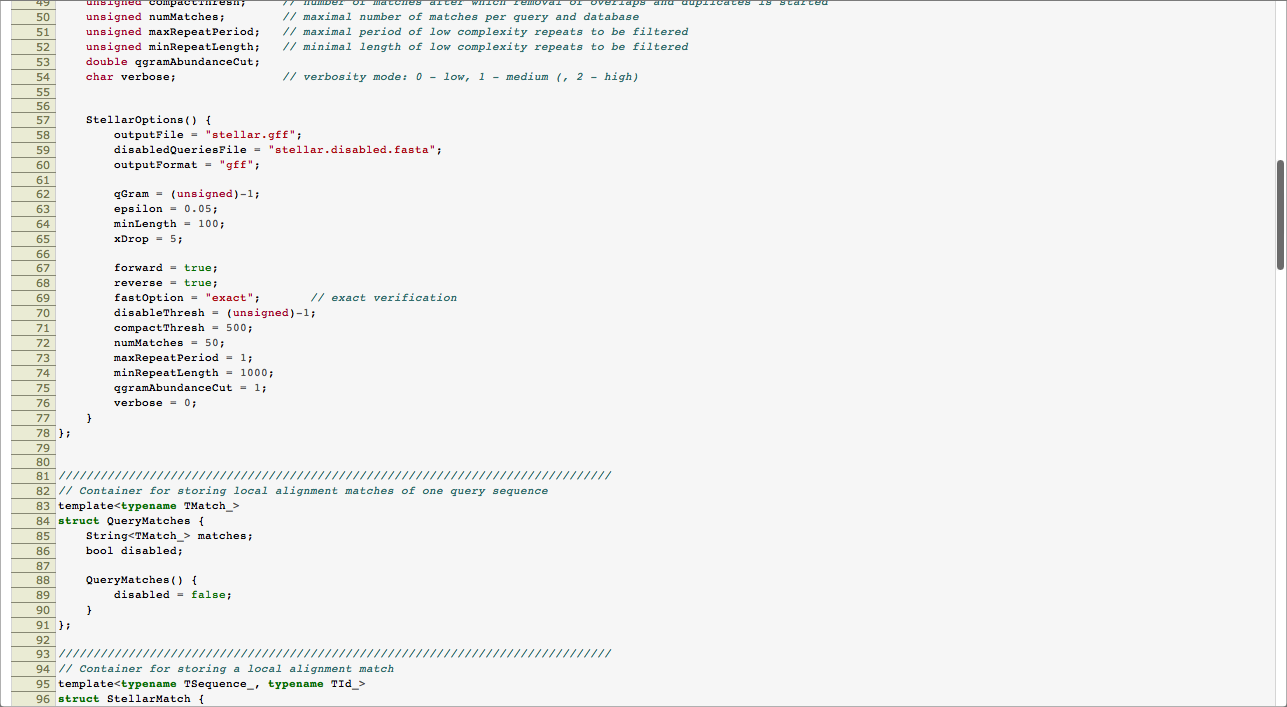 49 unsigned compactThresh; // number of matches after which removal of overlaps and duplicates is started
50 unsigned numMatches; // maximal number of matches per query and database
51 unsigned maxRepeatPeriod; // maximal period of low complexity repeats to be filtered
52 unsigned minRepeatLength; // minimal length of low complexity repeats to be filtered
53 double qgramAbundanceCut;
54 char verbose; // verbosity mode: 0 - low, 1 - medium (, 2 - high)
55
56
57 StellarOptions() {
58 outputFile = "stellar.gff";
59 disabledQueriesFile = "stellar.disabled.fasta";
60 outputFormat = "gff";
61
62 qGram = (unsigned)-1;
63 epsilon = 0.05;
64 minLength = 100;
65 xDrop = 5;
66
67 forward = true;
68 reverse = true;
69 fastOption = "exact"; // exact verification
70 disableThresh = (unsigned)-1;
71 compactThresh = 500;
72 numMatches = 50;
73 maxRepeatPeriod = 1;
74 minRepeatLength = 1000;
75 qgramAbundanceCut = 1;
76 verbose = 0;
77 }
78 };
79
80
81 ///////////////////////////////////////////////////////////////////////////////
82 // Container for storing local alignment matches of one query sequence
83 template<typename TMatch_>
84 struct QueryMatches {
85 String<TMatch_> matches;
86 bool disabled;
87
88 QueryMatches() {
89 disabled = false;
90 }
91 };
92
93 ///////////////////////////////////////////////////////////////////////////////
94 // Container for storing a local alignment match
95 template<typename TSequence_, typename TId_>
96 struct StellarMatch {